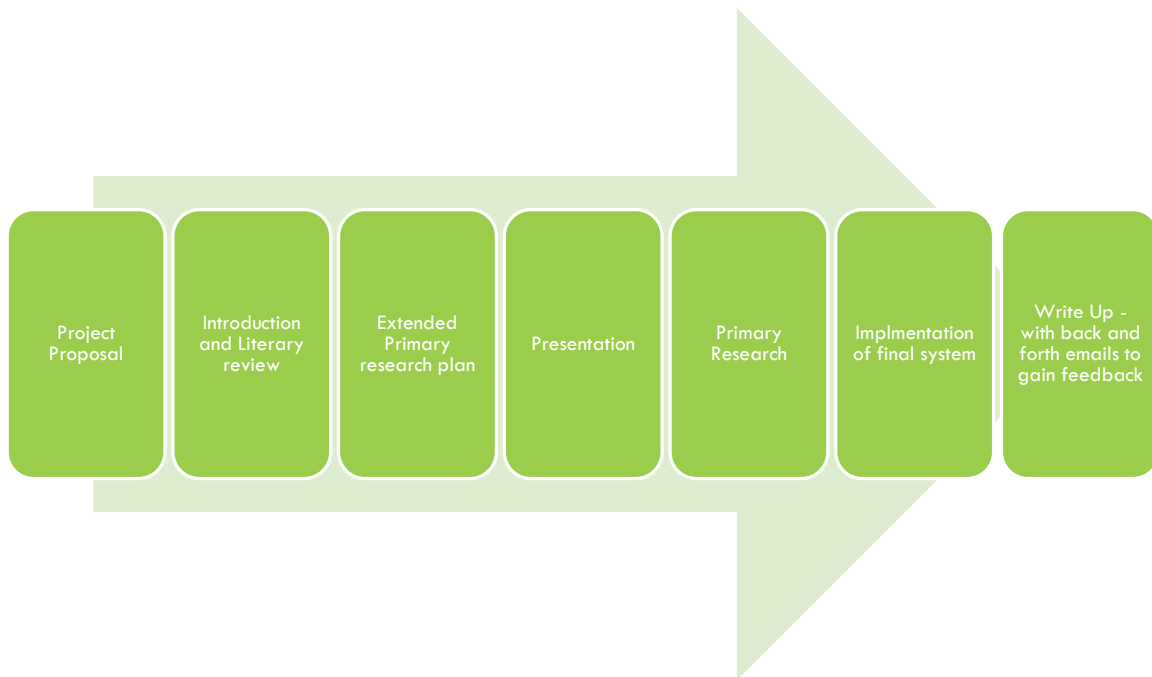 Project
Proposal
Introduction
and Literary
review
Extended
Primary
research plan
Presentation
Primary
Research
Implmentation
of final system
Write Up -
with back and
forth emails to
gain feedback